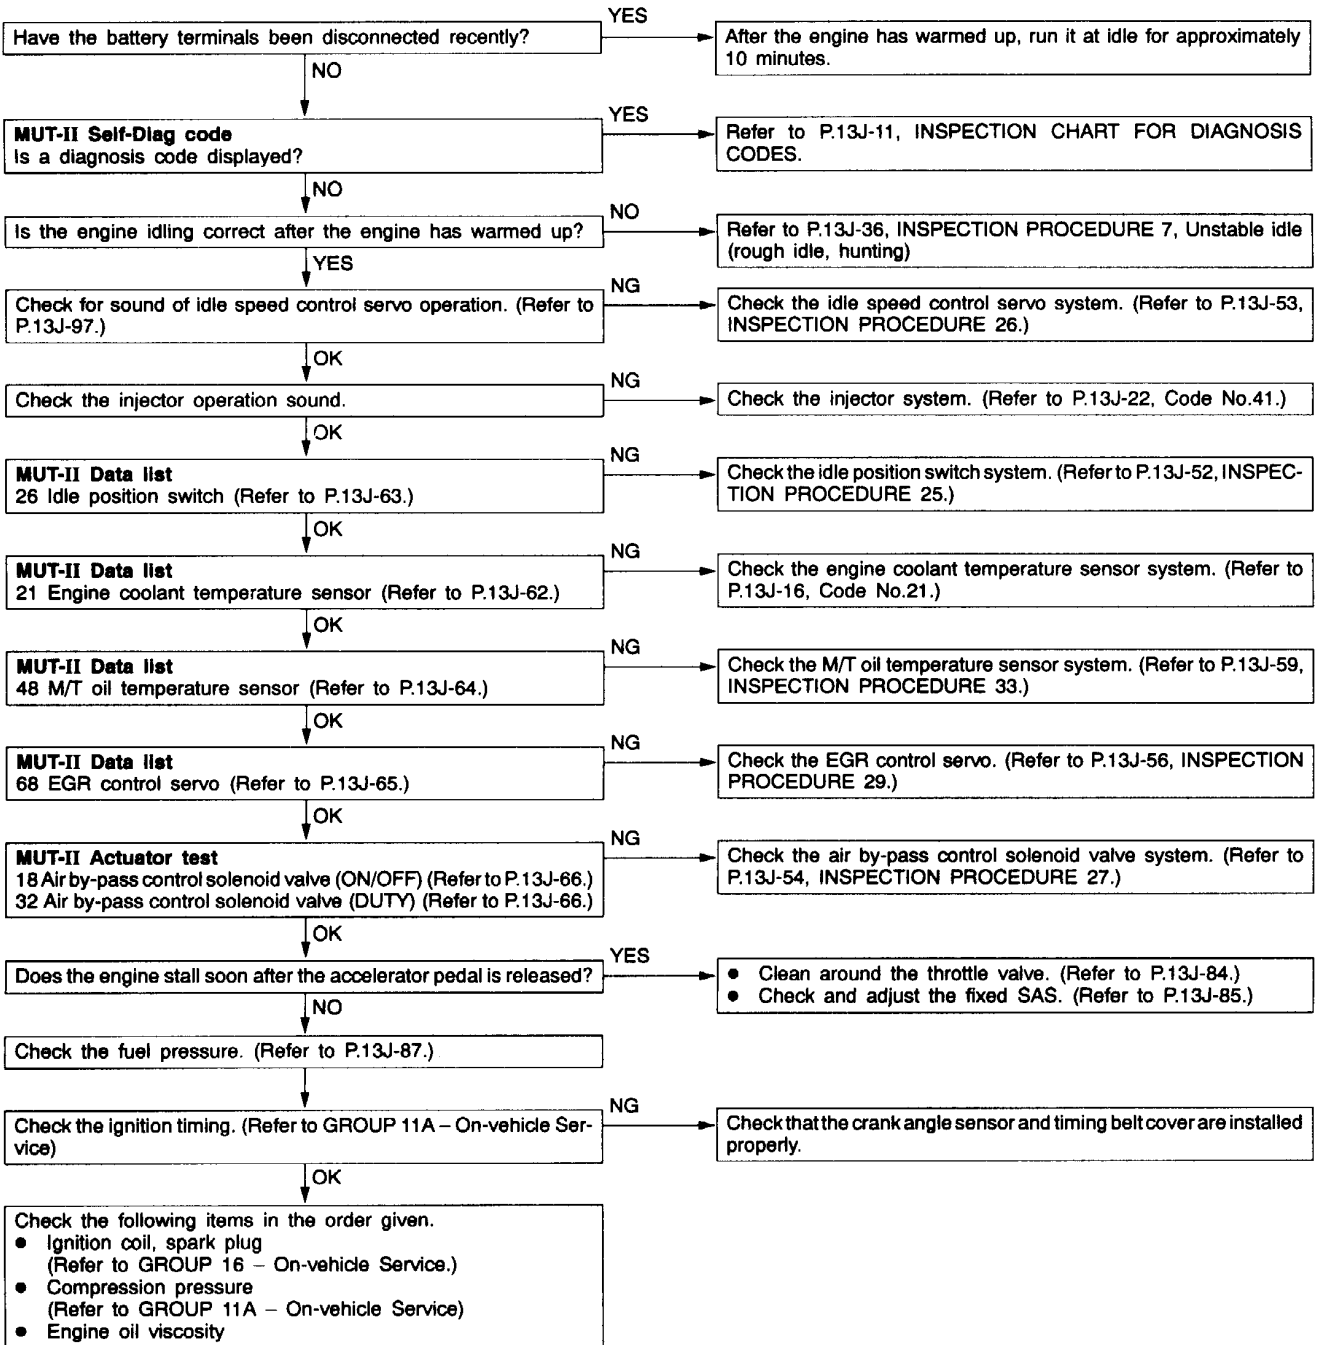 Have the battery terminals been disconnected recently?
YES
After the engine has warmed up, run it at idle for approximately
10 minutes.
NO
MUT-II Self-Diag code
Is a diagnosis code displayed?
YES
Refer to P.13J-11, INSPECTION CHART FOR DIAGNOSIS
CODES.
NO
Is the engine idling correct after the engine has warmed up?
NO
Refer to P.13J-36, INSPECTION PROCEDURE 7, Unstable idle
(rough idle, hunting)
YES
Check for sound of idle speed control servo operation. (Refer to
P.13J-97.)
NG
Check the idle speed control servo system. (Refer to P.13J-53,
INSPECTION PROCEDURE 26.)
OK
Check the injector operation sound.
NG
Check the injector system. (Refer to P.13J-22, Code No.41.)
OK
MUT-II Data list
26 Idle position switch (Refer to P.13J-63.)
NG
Check the idle position switch system. (Refer to P.13J-52, INSPEC-
TION PROCEDURE 25.)
OK
MUT-II Data list
21 Engine coolant temperature sensor (Refer to P.13J-62.)
NG
Check the engine coolant temperature sensor system. (Refer to
P.13J-16, Code No.21.)
OK
MUT-II Data list
48 M/T oil temperature sensor (Refer to P.13J-64.)
NG
Check the M/T oil temperature sensor system. (Refer to P.13J-59,
INSPECTION PROCEDURE 33.)
OK
MUT-II Data list
68 EGR control servo (Refer to P.13J-65.)
NG
Check the EGR control servo. (Refer to P.13J-56, INSPECTION
PROCEDURE 29.)
OK
MUT-II Actuator test
18 Air by-pass control solenoid valve (ON/OFF) (Refer to P.13J-66.)
32 Air by-pass control solenoid valve (DUTY) (Refer to P.13J-66.)
NG
Check the air by-pass control solenoid valve system. (Refer to
P.13J-54, INSPECTION PROCEDURE 27.)
OK
Does the engine stall soon after the accelerator pedal is released?
YES
● Clean around the throttle valve. (Refer to P.13J-84.)
● Check and adjust the fixed SAS. (Refer to P.13J-85.)
NO
Check the fuel pressure. (Refer to P.13J-87.)
Check the ignition timing. (Refer to GROUP 11A – On-vehicle Ser-
vice)
NG
Check that the crank angle sensor and timing belt cover are installed
properly.
OK
Check the following items in the order given.
● Ignition coil, spark plug
(Refer to GROUP 16 – On-vehicle Service.)
● Compression pressure
(Refer to GROUP 11A – On-vehicle Service)
● Engine oil viscosity